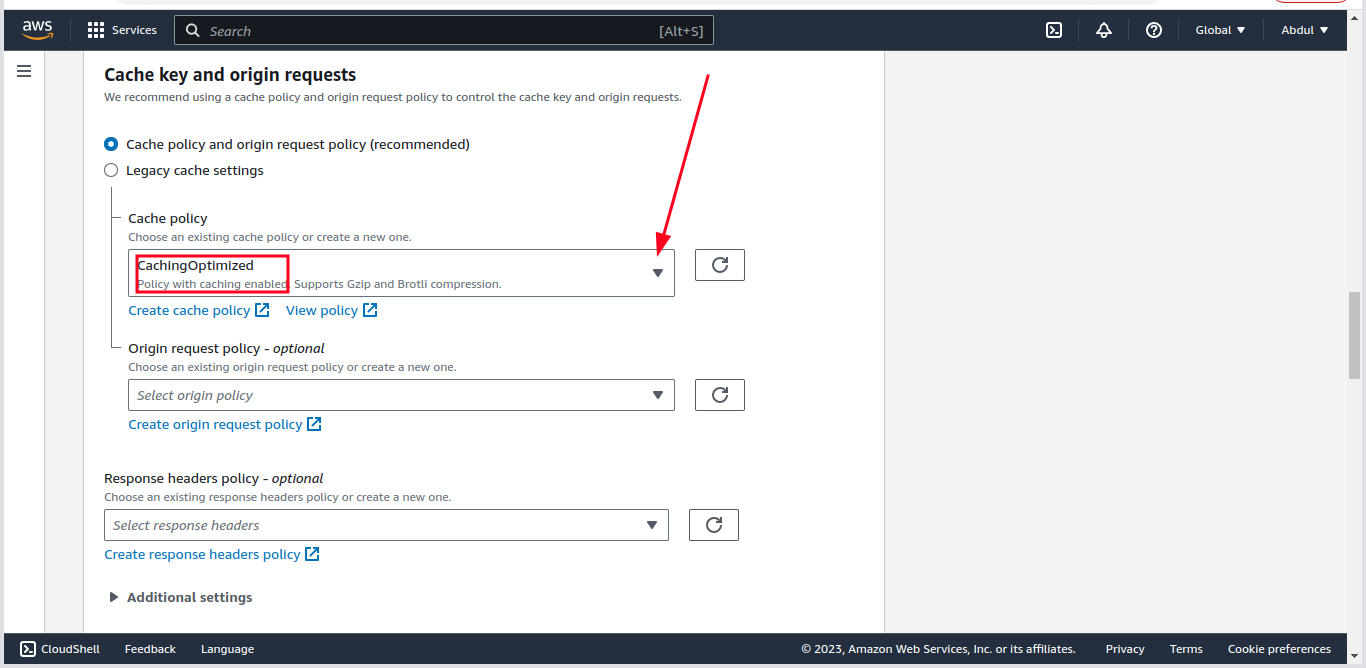 aws Services Search [Alt+S] Global Abdul
Cache key and origin requests
We recommend using a cache policy and origin request policy to control the cache key and origin requests.
Cache policy and origin request policy (recommended)
Legacy cache settings
Cache policy
Choose an existing cache policy or create a new one.
CachingOptimized
Policy with caching enabled. Supports Gzip and Brotli compression.
Create cache policy View policy
Origin request policy - optional
Choose an existing origin request policy or create a new one.
Select origin policy
Create origin request policy
Response headers policy - optional
Choose an existing response headers policy or create a new one.
Select response headers
Create response headers policy
Additional settings
CloudShell Feedback Language © 2023, Amazon Web Services, Inc. or its affiliates. Privacy Terms Cookie preferences